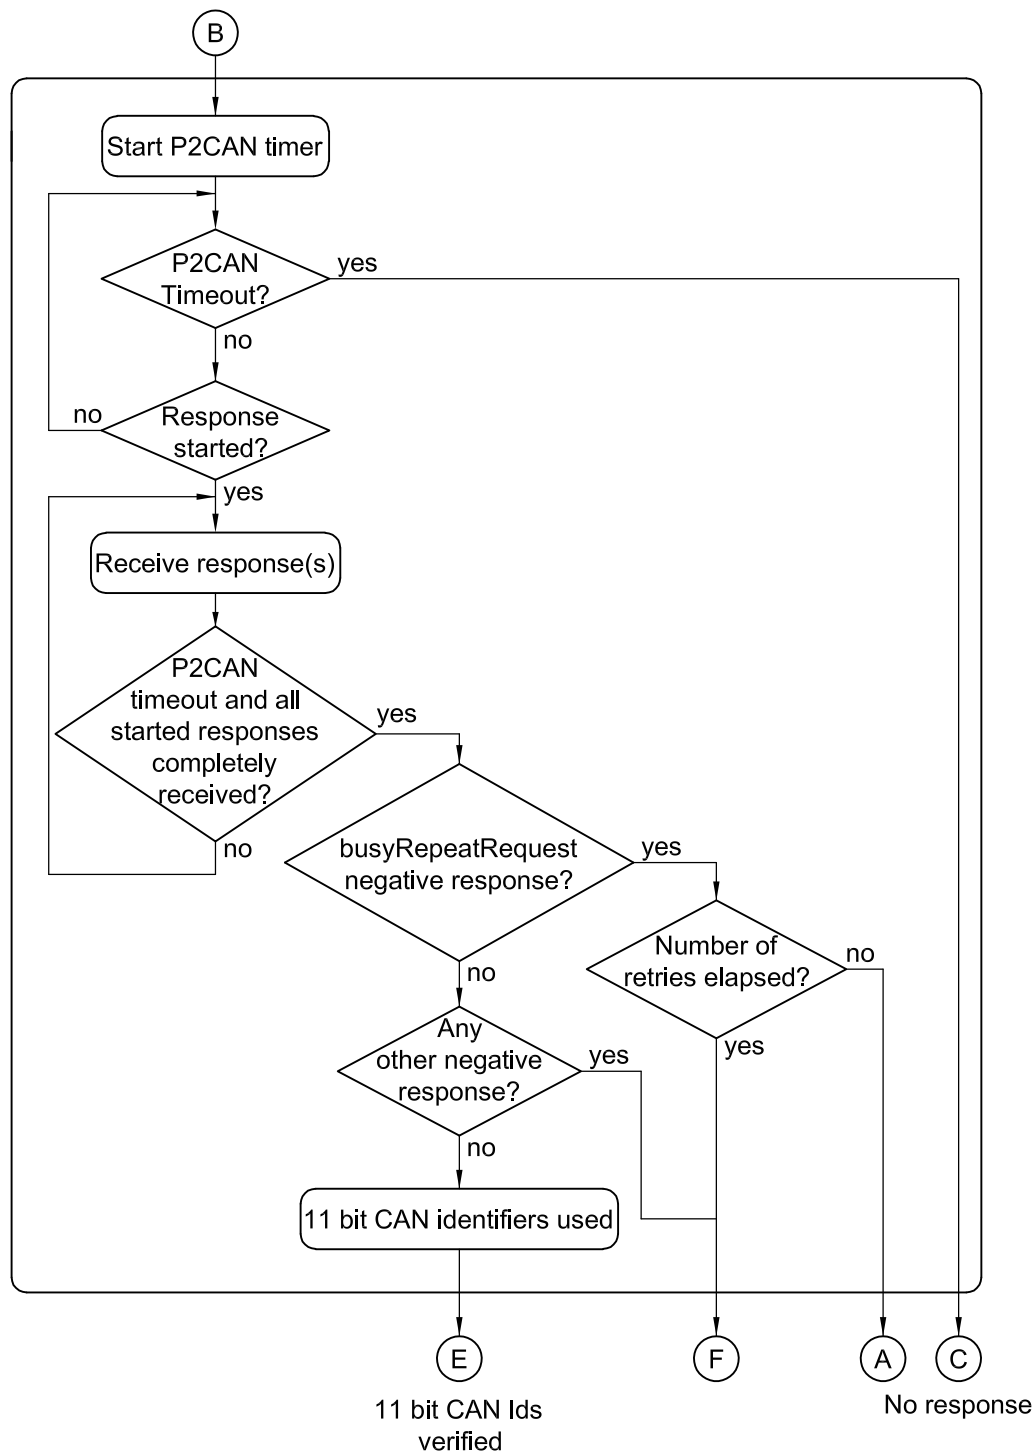 B
Start P2CAN timer
P2CAN
Timeout?
yes
no
Response
started?
no
yes
Receive response(s)
P2CAN
timeout and all
started responses
completely
received?
yes
no
busyRepeatRequest
negative response?
yes
no
Number of
retries elapsed?
no
yes
Any
other negative
response?
yes
no
11 bit CAN identifiers used
E
F
A
C
11 bit CAN Ids
verified
No response